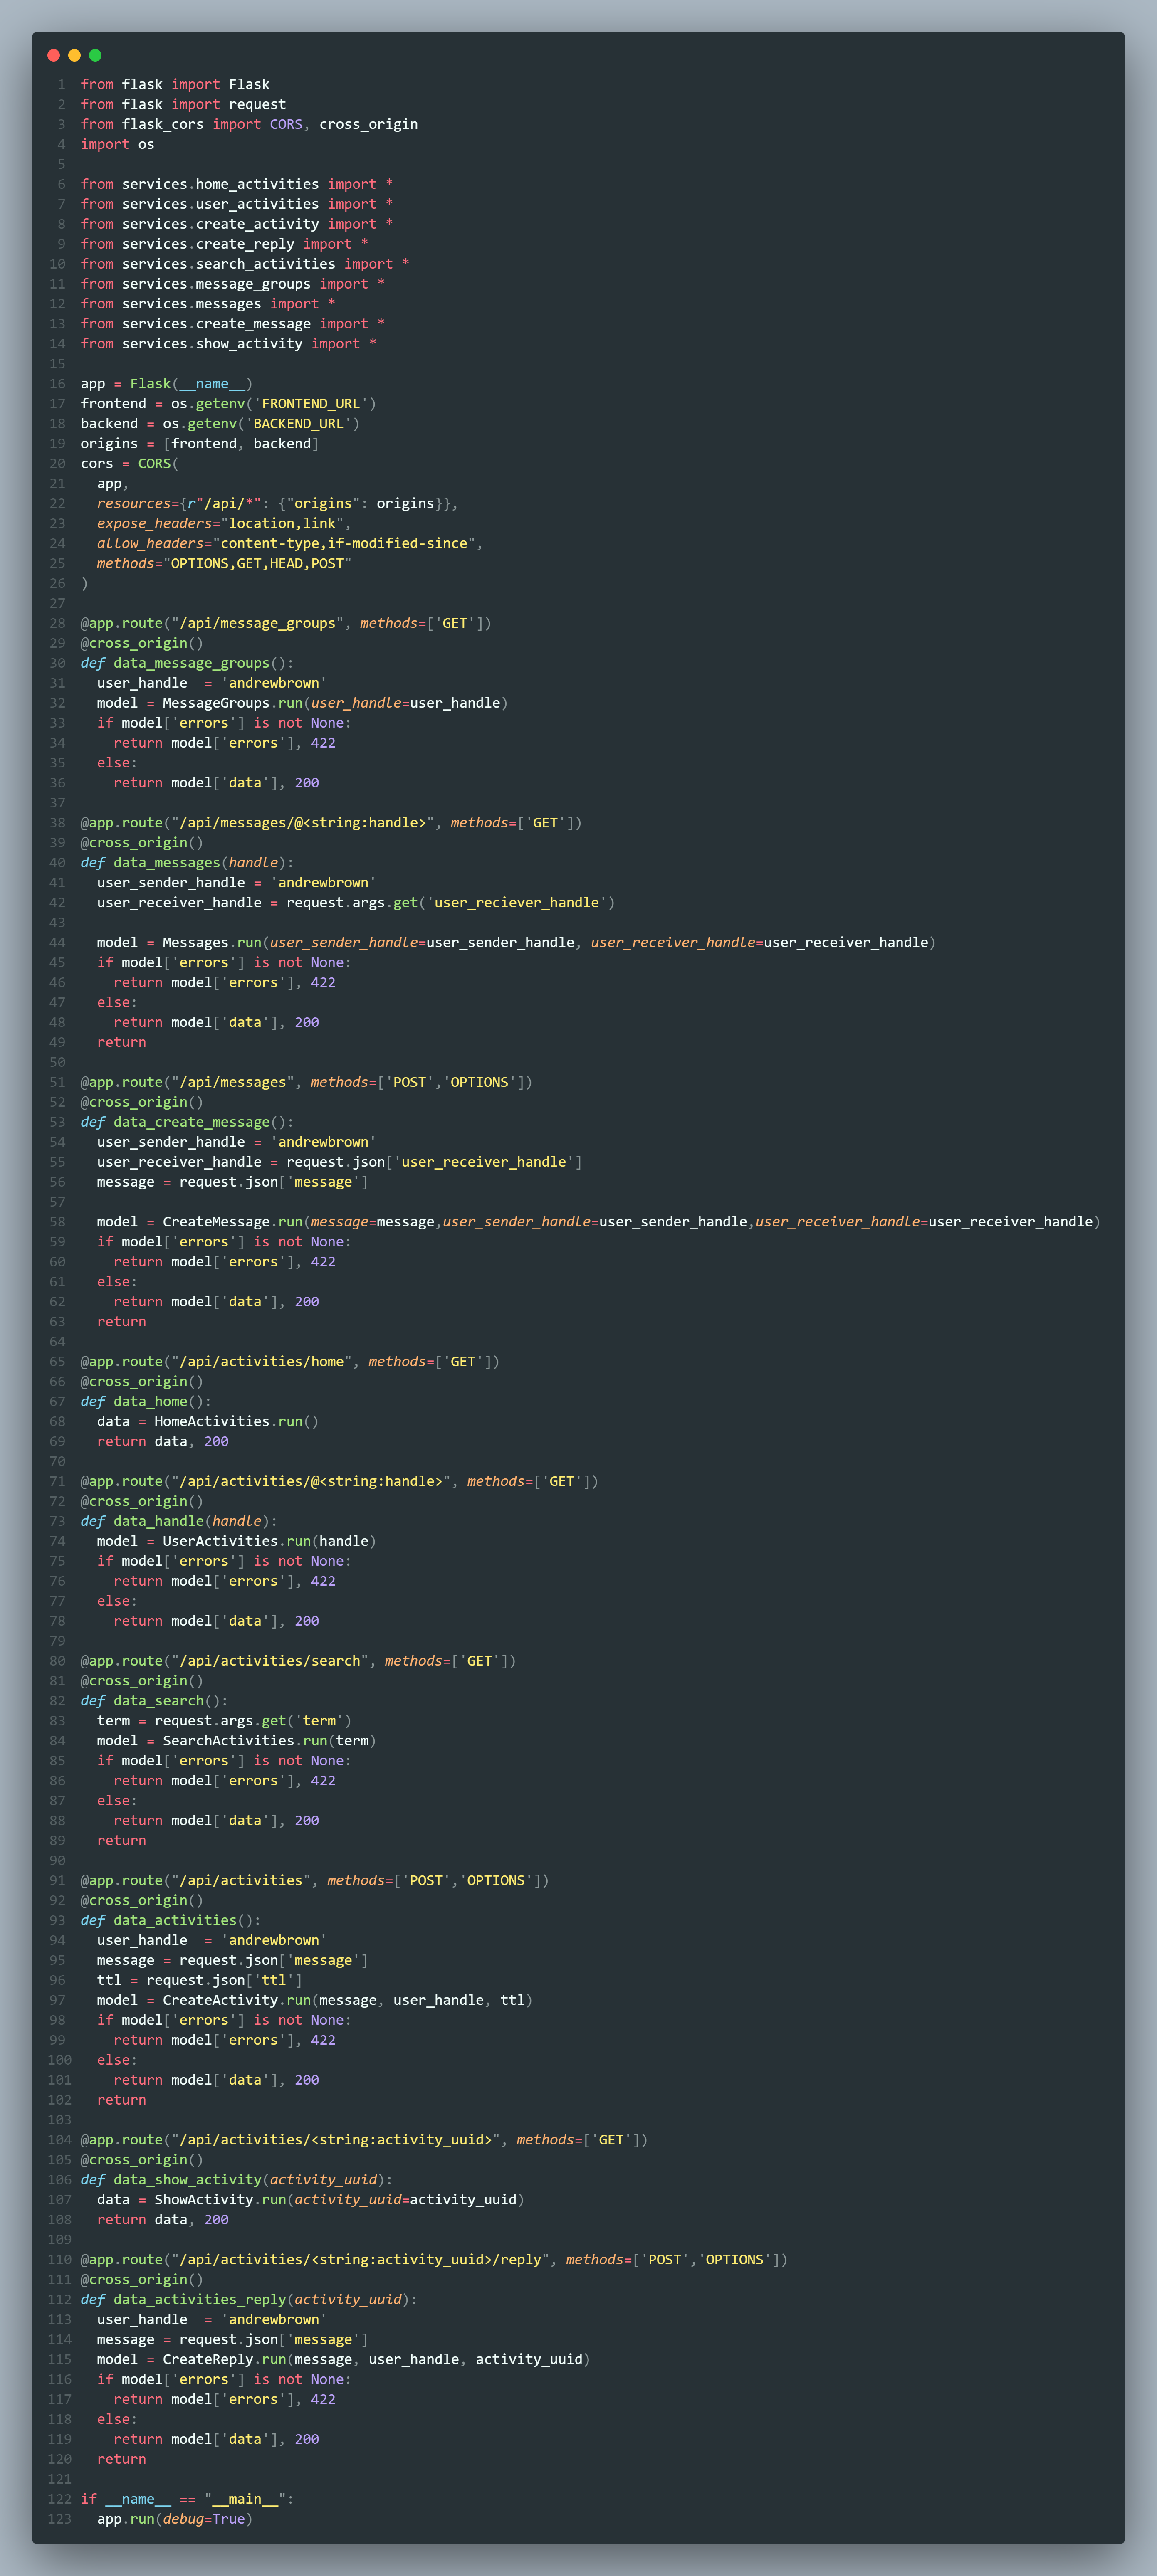 1 from flask import Flask
2 from flask import request
3 from flask_cors import CORS, cross_origin
4 import os
5
6 from services.home_activities import *
7 from services.user_activities import *
8 from services.create_activity import *
9 from services.create_reply import *
10 from services.search_activities import *
11 from services.message_groups import *
12 from services.messages import *
13 from services.create_message import *
14 from services.show_activity import *
15
16 app = Flask(__name__)
17 frontend = os.getenv('FRONTEND_URL')
18 backend = os.getenv('BACKEND_URL')
19 origins = [frontend, backend]
20 cors = CORS(
21   app,
22   resources={r"/api/*": {"origins": origins}},
23   expose_headers="location,link",
24   allow_headers="content-type,if-modified-since",
25   methods="OPTIONS,GET,HEAD,POST"
26 )
27
28 @app.route("/api/message_groups", methods=['GET'])
29 @cross_origin()
30 def data_message_groups():
31   user_handle  = 'andrewbrown'
32   model = MessageGroups.run(user_handle=user_handle)
33   if model['errors'] is not None:
34     return model['errors'], 422
35   else:
36     return model['data'], 200
37
38 @app.route("/api/messages/@<string:handle>", methods=['GET'])
39 @cross_origin()
40 def data_messages(handle):
41   user_sender_handle = 'andrewbrown'
42   user_receiver_handle = request.args.get('user_reciever_handle')
43
44   model = Messages.run(user_sender_handle=user_sender_handle, user_receiver_handle=user_receiver_handle)
45   if model['errors'] is not None:
46     return model['errors'], 422
47   else:
48     return model['data'], 200
49   return
50
51 @app.route("/api/messages", methods=['POST','OPTIONS'])
52 @cross_origin()
53 def data_create_message():
54   user_sender_handle = 'andrewbrown'
55   user_receiver_handle = request.json['user_receiver_handle']
56   message = request.json['message']
57
58   model = CreateMessage.run(message=message,user_sender_handle=user_sender_handle,user_receiver_handle=user_receiver_handle)
59   if model['errors'] is not None:
60     return model['errors'], 422
61   else:
62     return model['data'], 200
63   return
64
65 @app.route("/api/activities/home", methods=['GET'])
66 @cross_origin()
67 def data_home():
68   data = HomeActivities.run()
69   return data, 200
70
71 @app.route("/api/activities/@<string:handle>", methods=['GET'])
72 @cross_origin()
73 def data_handle(handle):
74   model = UserActivities.run(handle)
75   if model['errors'] is not None:
76     return model['errors'], 422
77   else:
78     return model['data'], 200
79
80 @app.route("/api/activities/search", methods=['GET'])
81 @cross_origin()
82 def data_search():
83   term = request.args.get('term')
84   model = SearchActivities.run(term)
85   if model['errors'] is not None:
86     return model['errors'], 422
87   else:
88     return model['data'], 200
89   return
90
91 @app.route("/api/activities", methods=['POST','OPTIONS'])
92 @cross_origin()
93 def data_activities():
94   user_handle  = 'andrewbrown'
95   message = request.json['message']
96   ttl = request.json['ttl']
97   model = CreateActivity.run(message, user_handle, ttl)
98   if model['errors'] is not None:
99     return model['errors'], 422
100   else:
101     return model['data'], 200
102   return
103
104 @app.route("/api/activities/<string:activity_uuid>", methods=['GET'])
105 @cross_origin()
106 def data_show_activity(activity_uuid):
107   data = ShowActivity.run(activity_uuid=activity_uuid)
108   return data, 200
109
110 @app.route("/api/activities/<string:activity_uuid>/reply", methods=['POST','OPTIONS'])
111 @cross_origin()
112 def data_activities_reply(activity_uuid):
113   user_handle  = 'andrewbrown'
114   message = request.json['message']
115   model = CreateReply.run(message, user_handle, activity_uuid)
116   if model['errors'] is not None:
117     return model['errors'], 422
118   else:
119     return model['data'], 200
120   return
121
122 if __name__ == "__main__":
123   app.run(debug=True)